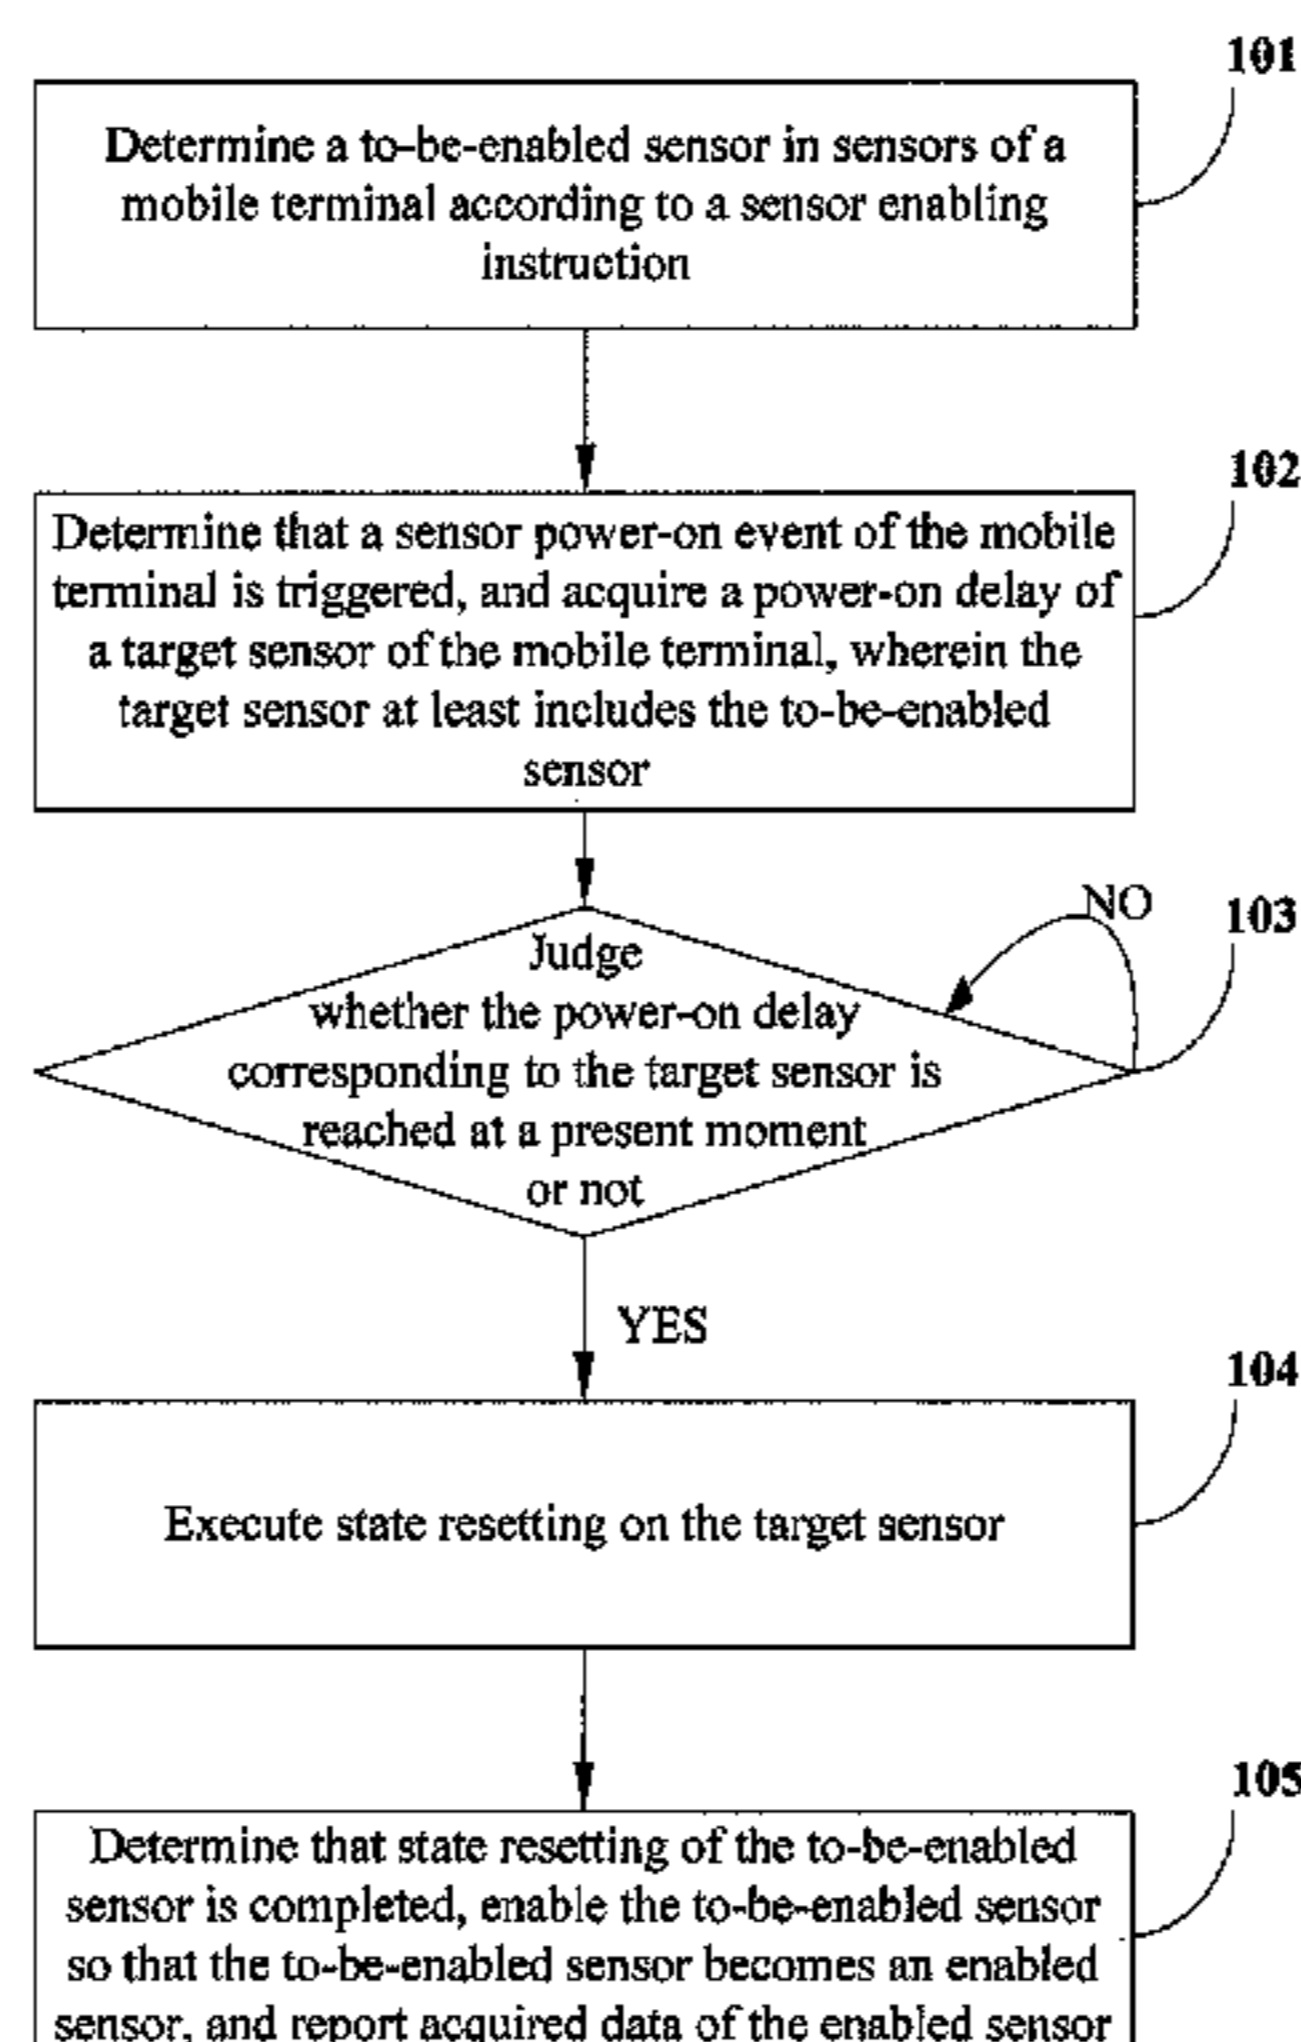 101
Determine a to-be-enabled sensor in sensors of a
mobile terminal according to a sensor enabling
instruction
102
Determine that a sensor power-on event of the mobile
terminal is triggered, and acquire a power-on delay of
a target sensor of the mobile terminal, wherein the
target sensor at least includes the to-be-enabled
sensor
NO
103
Judge
whether the power-on delay
corresponding to the target sensor is
reached at a present moment
or not
YES
104
Execute state resetting on the target sensor
105
Determine that state resetting of the to-be-enabled
sensor is completed, enable the to-be-enabled sensor
so that the to-be-enabled sensor becomes an enabled
sensor, and report acquired data of the enabled sensor